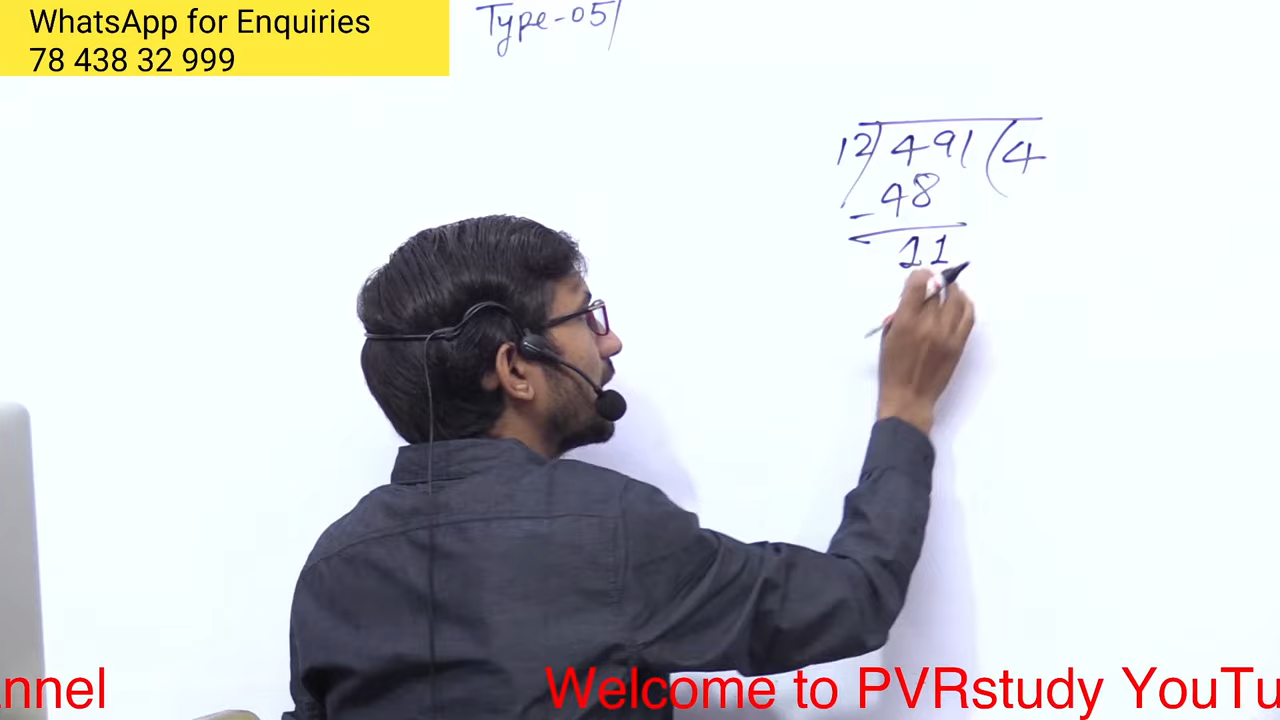 WhatsApp for Enquiries
78 438 32 999
Type-05
12) 491 (4
- 48
11
nnel Welcome to PVRstudy YouTu